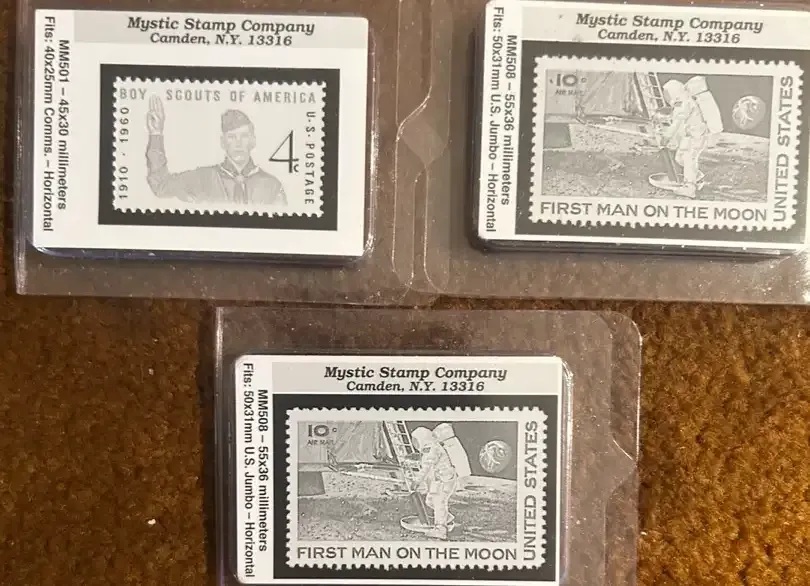 Mystic Stamp Company
Camden, N.Y. 13316
MM501 – 45x30 millimeters
Fits: 40x25mm Comms. – Horizontal
BOY SCOUTS OF AMERICA
U·S·POSTAGE
4c
1910 · 1960
Mystic Stamp Company
Camden, N.Y. 13316
MM508 – 55x36 millimeters
Fits: 50x31mm U.S. Jumbo – Horizontal
10c
AIR MAIL
UNITED STATES
FIRST MAN ON THE MOON
Mystic Stamp Company
Camden, N.Y. 13316
MM508 – 55x36 millimeters
Fits: 50x31mm U.S. Jumbo – Horizontal
10c
AIR MAIL
UNITED STATES
FIRST MAN ON THE MOON